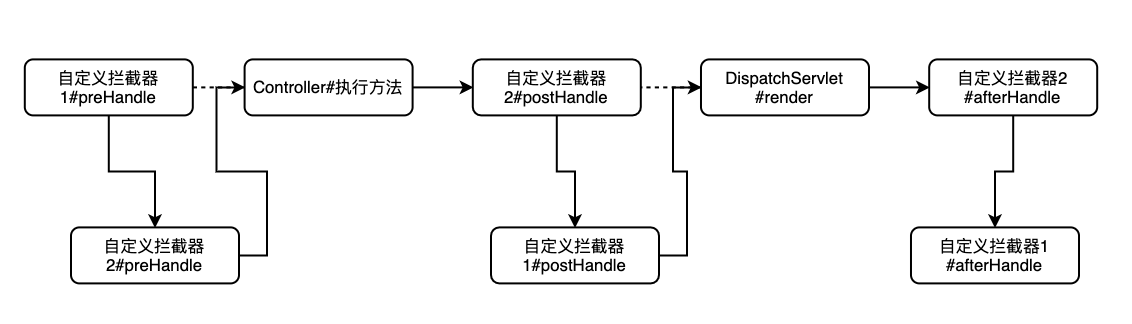 自定义拦截器
1#preHandle
Controller#执行方法
自定义拦截器
2#postHandle
DispatchServlet
#render
自定义拦截器2
#afterHandle
自定义拦截器
2#preHandle
自定义拦截器
1#postHandle
自定义拦截器1
#afterHandle